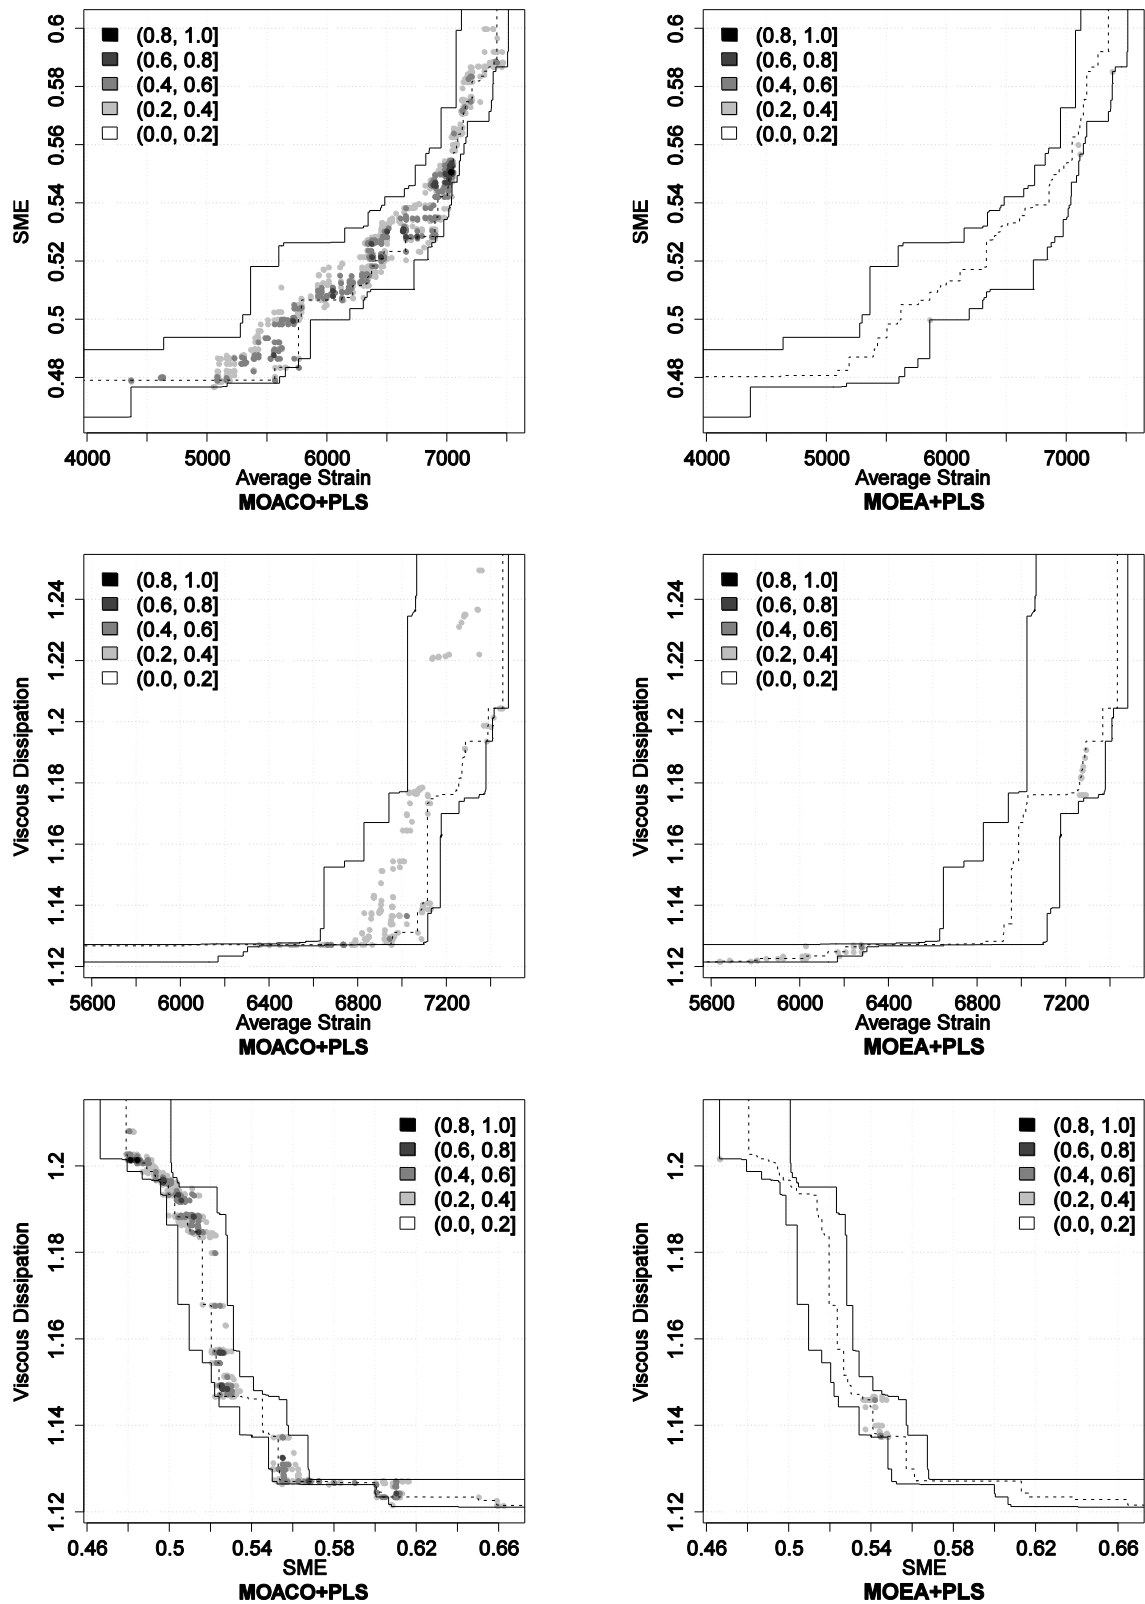 SME
0.48 0.5 0.52 0.54 0.56 0.58 0.6
(0.8, 1.0]
(0.6, 0.8]
(0.4, 0.6]
(0.2, 0.4]
(0.0, 0.2]
4000 5000 6000 7000
Average Strain
MOACO+PLS
SME
0.48 0.5 0.52 0.54 0.56 0.58 0.6
(0.8, 1.0]
(0.6, 0.8]
(0.4, 0.6]
(0.2, 0.4]
(0.0, 0.2]
4000 5000 6000 7000
Average Strain
MOEA+PLS
Viscous Dissipation
1.12 1.14 1.16 1.18 1.2 1.22 1.24
(0.8, 1.0]
(0.6, 0.8]
(0.4, 0.6]
(0.2, 0.4]
(0.0, 0.2]
5600 6000 6400 6800 7200
Average Strain
MOACO+PLS
Viscous Dissipation
1.12 1.14 1.16 1.18 1.2 1.22 1.24
(0.8, 1.0]
(0.6, 0.8]
(0.4, 0.6]
(0.2, 0.4]
(0.0, 0.2]
5600 6000 6400 6800 7200
Average Strain
MOEA+PLS
Viscous Dissipation
1.12 1.14 1.16 1.18 1.2
(0.8, 1.0]
(0.6, 0.8]
(0.4, 0.6]
(0.2, 0.4]
(0.0, 0.2]
0.46 0.5 0.54 0.58 0.62 0.66
SME
MOACO+PLS
Viscous Dissipation
1.12 1.14 1.16 1.18 1.2
(0.8, 1.0]
(0.6, 0.8]
(0.4, 0.6]
(0.2, 0.4]
(0.0, 0.2]
0.46 0.5 0.54 0.58 0.62 0.66
SME
MOEA+PLS